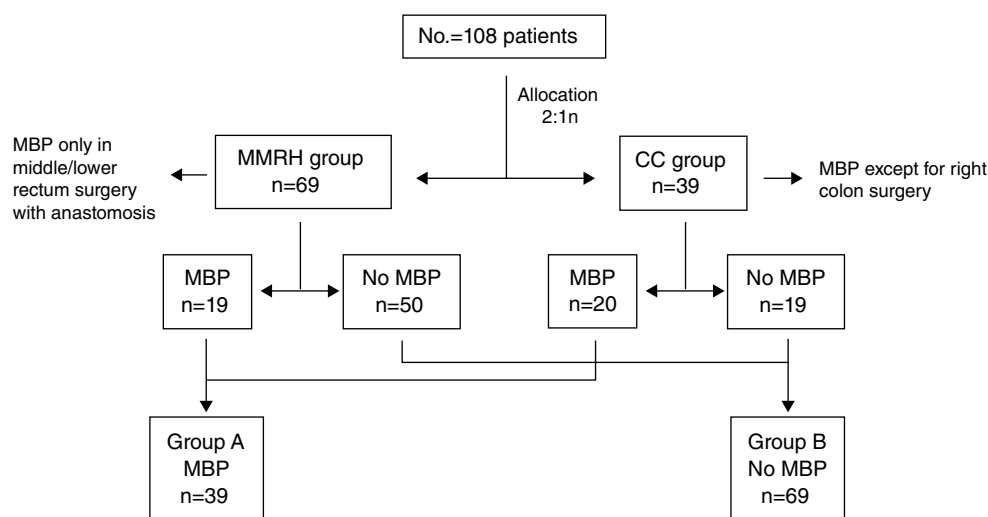 No.=108 patients
Allocation
2:1n
MBP only in
middle/lower
rectum surgery
with anastomosis
MMRH group
n=69
CC group
n=39
MBP except for right
colon surgery
MBP
n=19
No MBP
n=50
MBP
n=20
No MBP
n=19
Group A
MBP
n=39
Group B
No MBP
n=69